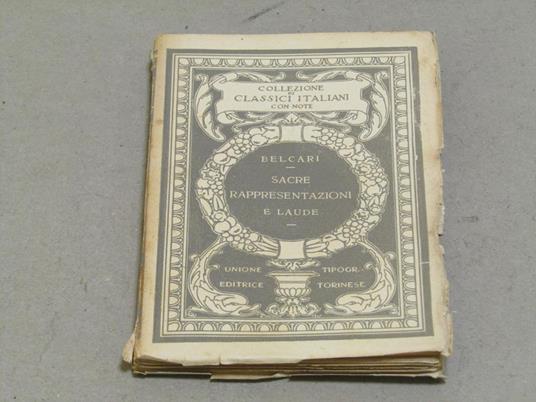 COLLEZIONE
DI
CLASSICI ITALIANI
CON NOTE
BELCARI
SACRE
RAPPRESENTAZIONI
E LAUDE
UNIONE TIPOGR.-
EDITRICE TORINESE